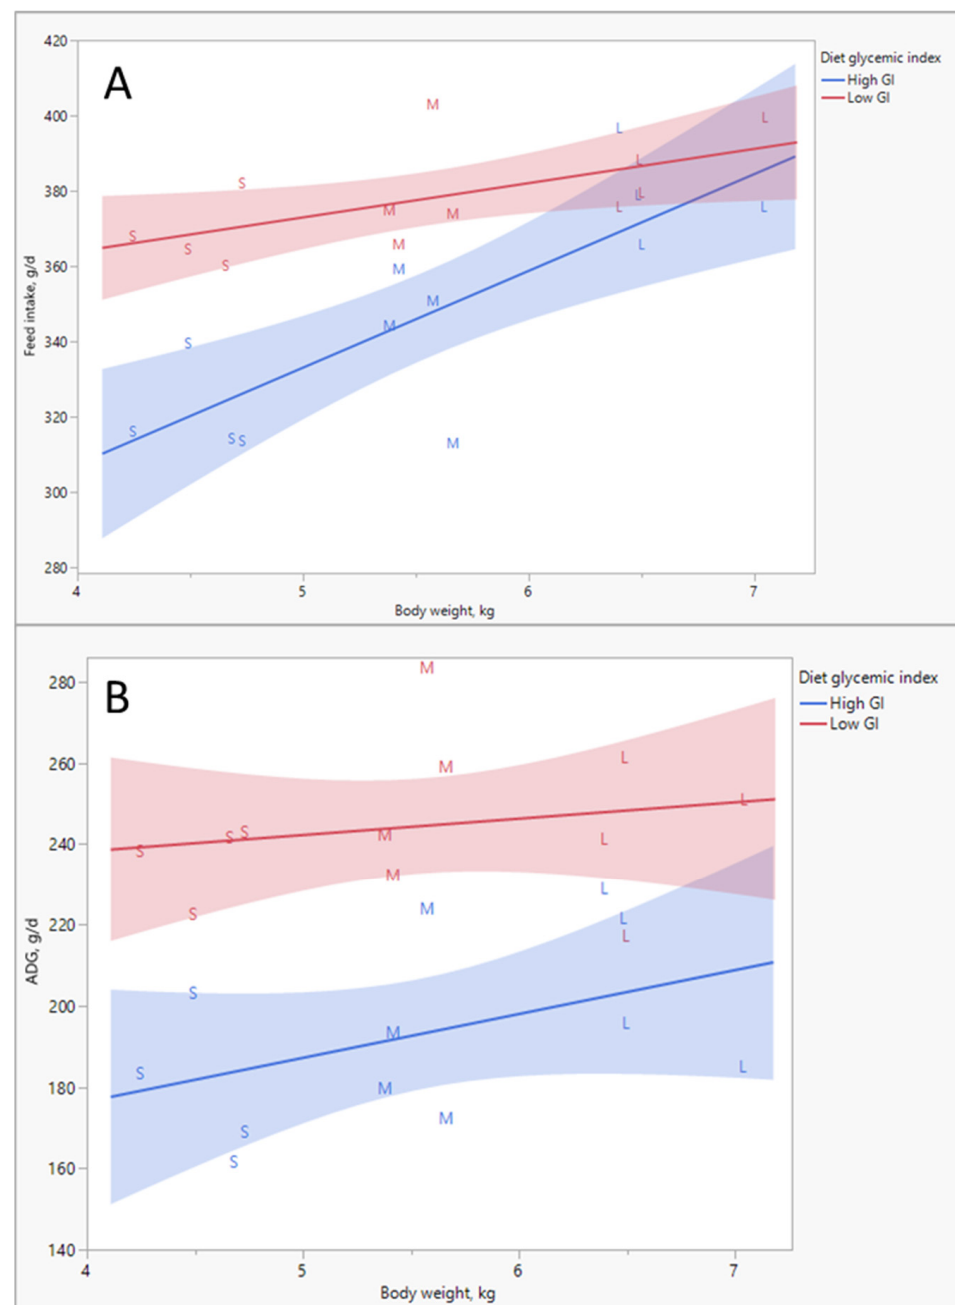 A
Diet glycemic index
High GI
Low GI
420
400
380
360
340
320
300
280
Feed intake, g/d
M
L
L
L
S
L
L
M
M
L
L
S
S
M
L
S
M
M
S
M
S
S
S
M
4
5
6
7
Body weight, kg
B
Diet glycemic index
High GI
Low GI
280
260
240
220
200
180
160
140
ADG, g/d
M
M
L
L
S
S
M
L
S
M
L
S
M
L
L
S
M
L
S
M
L
M
S
S
4
5
6
7
Body weight, kg